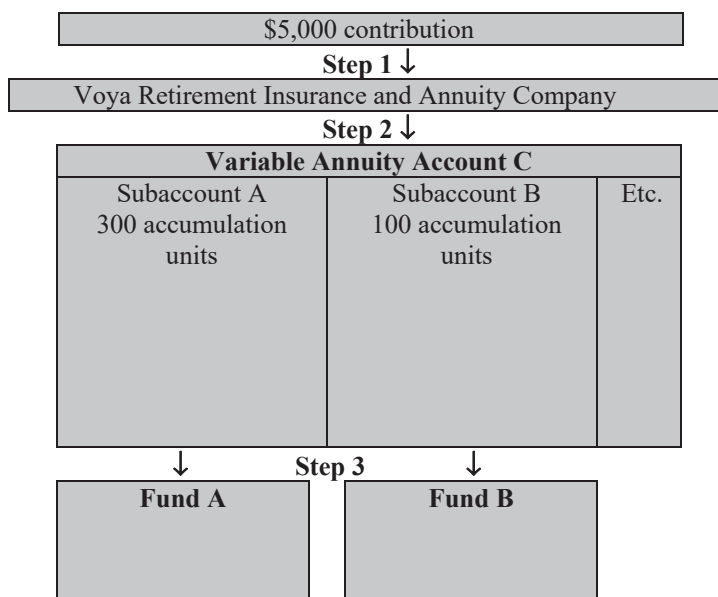 $5,000 contribution
Step 1 ↓
Voya Retirement Insurance and Annuity Company
Step 2 ↓
Variable Annuity Account C
Subaccount A
300 accumulation
units
Subaccount B
100 accumulation
units
Etc.
↓ Step 3 ↓
Fund A
Fund B